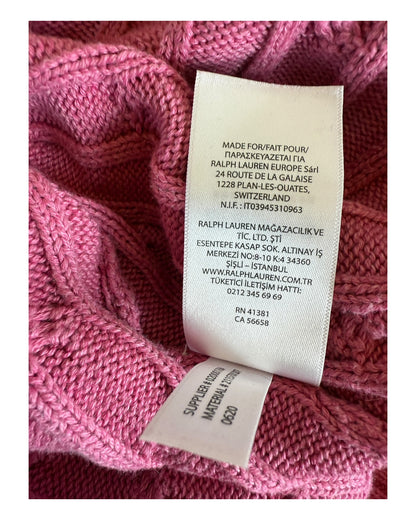 MADE FOR/FAIT POUR/
ΠΑΡΑΣΚΕΥΑΖΕΤΑΙ ΓΙΑ
RALPH LAUREN EUROPE Sárl
24 ROUTE DE LA GALAISE
1228 PLAN-LES-OUATES,
SWITZERLAND
N.I.F.: IT03945310963
RALPH LAUREN MAĞAZACILIK VE
TİC. LTD. ŞTİ
ESENTEPE KASAP SOK. ALTINAY İŞ
MERKEZİ NO:8-10 K:4 34360
ŞİŞLİ – İSTANBUL
WWW.RALPHLAUREN.COM.TR
TÜKETİCİ İLETİŞİM HATTI:
0212 345 69 69
RN 41381
CA 56658
SUPPLIER #
MATERIAL #
0620